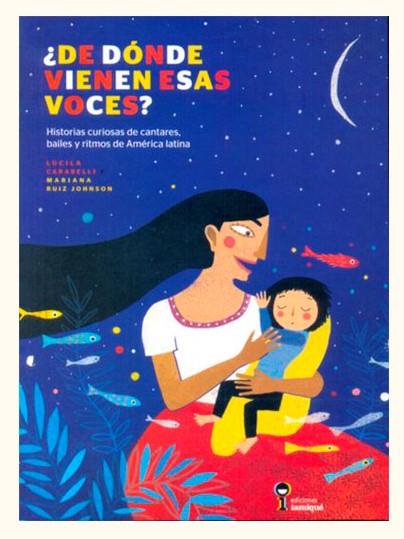 ¿DE DÓNDE
VIENEN ESAS
VOCES?
Historias curiosas de cantares,
bailes y ritmos de América latina
LUCILA
CARABELLI Y
MARIANA
RUIZ JOHNSON
ediciones
iamiqué